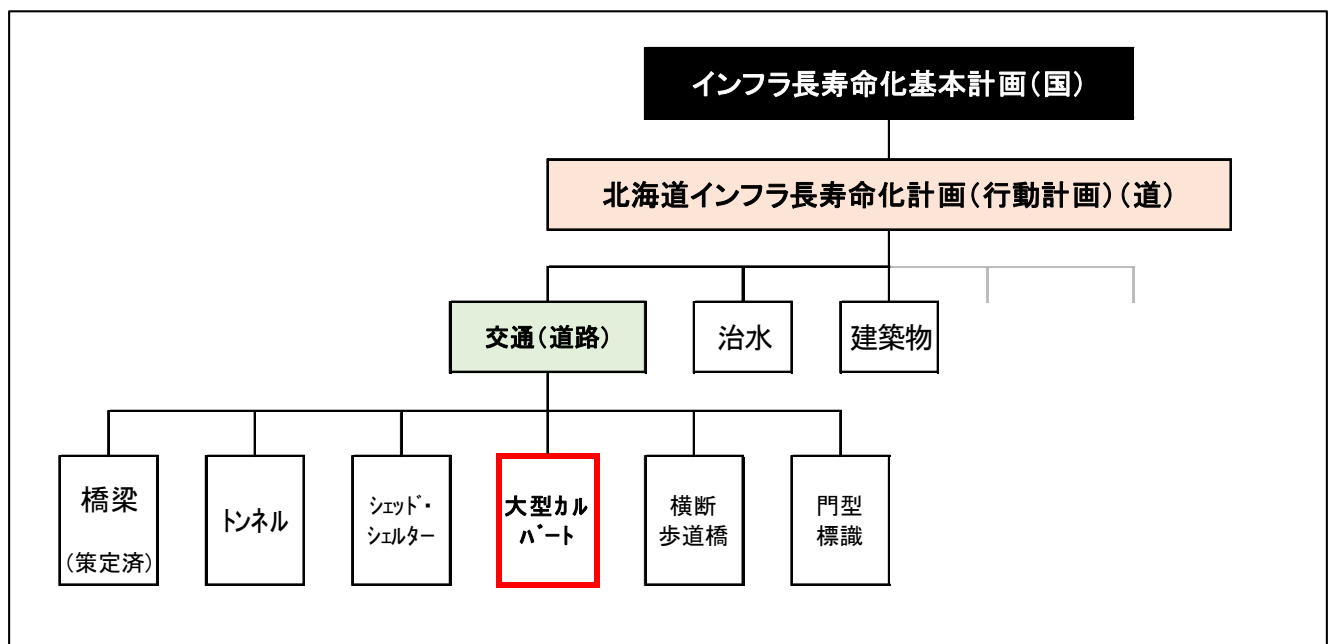 インフラ長寿命化基本計画（国）
北海道インフラ長寿命化計画（行動計画）（道）
交通（道路）
治水
建築物
橋梁
（策定済）
トンネル
ｼｪｯﾄﾞ・
ｼｪﾙﾀｰ
大型ｶﾙ
ﾊﾞｰﾄ
横断
歩道橋
門型
標識